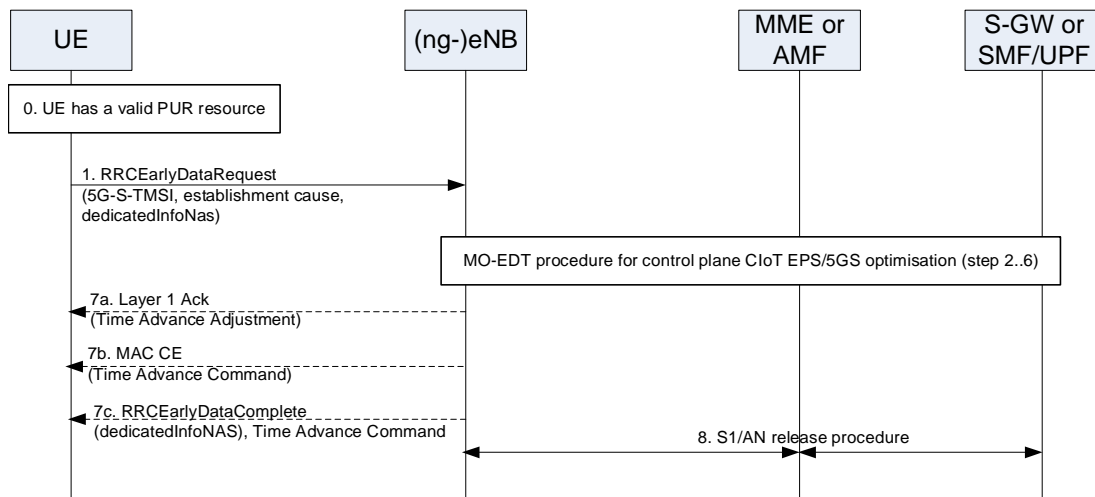 UE
(ng-)eNB
MME or
AMF
S-GW or
SMF/UPF
0. UE has a valid PUR resource
1. RRCEarlyDataRequest
(5G-S-TMSI, establishment cause,
dedicatedInfoNas)
MO-EDT procedure for control plane CIoT EPS/5GS optimisation (step 2..6)
7a. Layer 1 Ack
(Time Advance Adjustment)
7b. MAC CE
(Time Advance Command)
7c. RRCEarlyDataComplete
(dedicatedInfoNAS), Time Advance Command
8. S1/AN release procedure